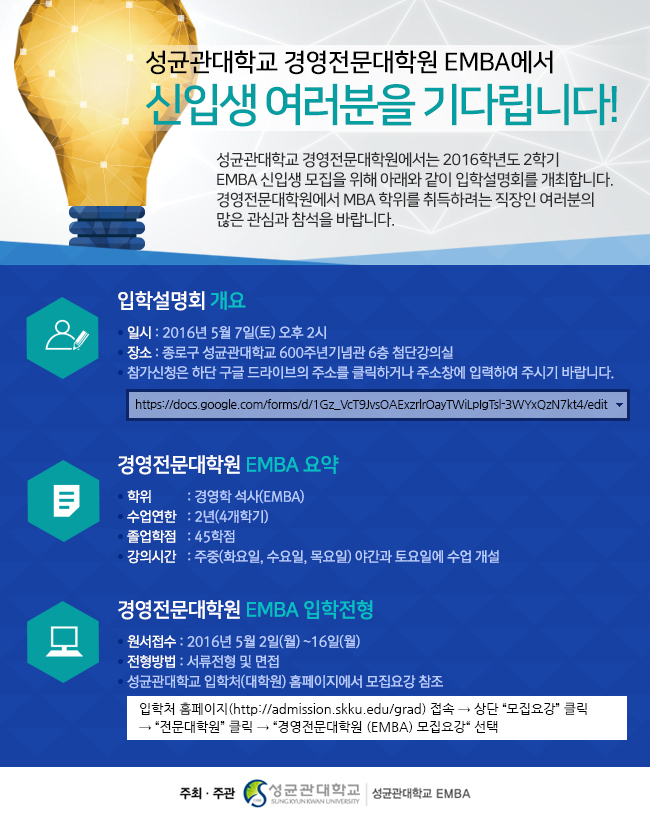 성균관대학교 경영전문대학원 EMBA에서
신입생 여러분을 기다립니다!
성균관대학교 경영전문대학원에서는 2016학년도 2학기
EMBA 신입생 모집을 위해 아래와 같이 입학설명회를 개최합니다.
경영전문대학원에서 MBA 학위를 취득하려는 직장인 여러분의
많은 관심과 참석을 바랍니다.
입학설명회 개요
• 일시 : 2016년 5월 7일(토) 오후 2시
• 장소 : 종로구 성균관대학교 600주년기념관 6층 첨단강의실
• 참가신청은 하단 구글 드라이브의 주소를 클릭하거나 주소창에 입력하여 주시기 바랍니다.
https://docs.google.com/forms/d/1Gz_VcT9JvsOAExzrlrOayTWiLpIgTsl-3WYxQzN7kt4/edit
경영전문대학원 EMBA 요약
• 학위 : 경영학 석사(EMBA)
• 수업연한 : 2년(4개학기)
• 졸업학점 : 45학점
• 강의시간 : 주중(화요일, 수요일, 목요일) 야간과 토요일에 수업 개설
경영전문대학원 EMBA 입학전형
• 원서접수 : 2016년 5월 2일(월) ~16일(월)
• 전형방법 : 서류전형 및 면접
• 성균관대학교 입학처(대학원) 홈페이지에서 모집요강 참조
입학처 홈페이지(http://admission.skku.edu/grad) 접속 → 상단 “모집요강” 클릭
→ “전문대학원” 클릭 → “경영전문대학원 (EMBA) 모집요강“ 선택
주최 · 주관 성균관대학교 성균관대학교 EMBA
SUNG KYUN KWAN UNIVERSITY